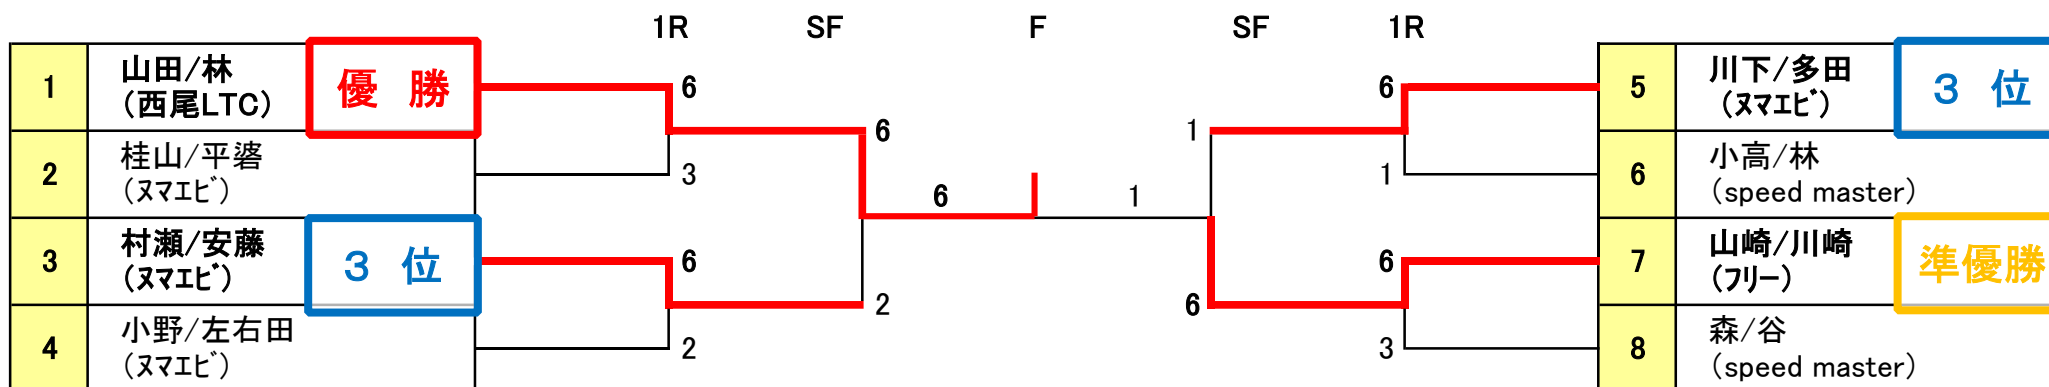 1R SF F SF 1R
1 山田/林 優 勝 6 6 5 川下/多田 3 位
(西尾LTC) (ヌマエビ)
6 1
2 桂山/平碆 3 1 6 小高/林
(ヌマエビ) (speed master)
6 1
3 村瀬/安藤 3 位 6 6 7 山崎/川崎 準優勝
(ヌマエビ) (フリー)
2 6
4 小野/左右田 2 3 8 森/谷
(ヌマエビ) (speed master)